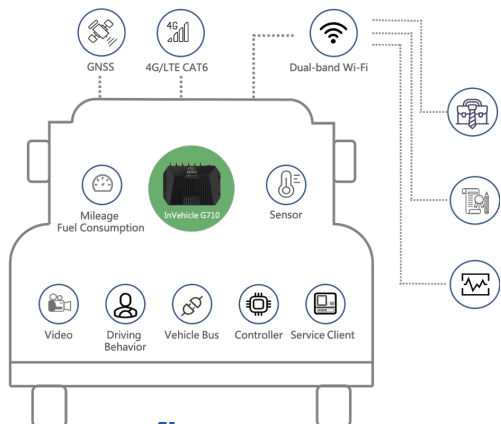 4G
GNSS
4G/LTE CAT6
Dual-band Wi-Fi
Mileage
Fuel Consumption
InVehicle G710
Sensor
Video
Driving
Behavior
Vehicle Bus
Controller
Service Client